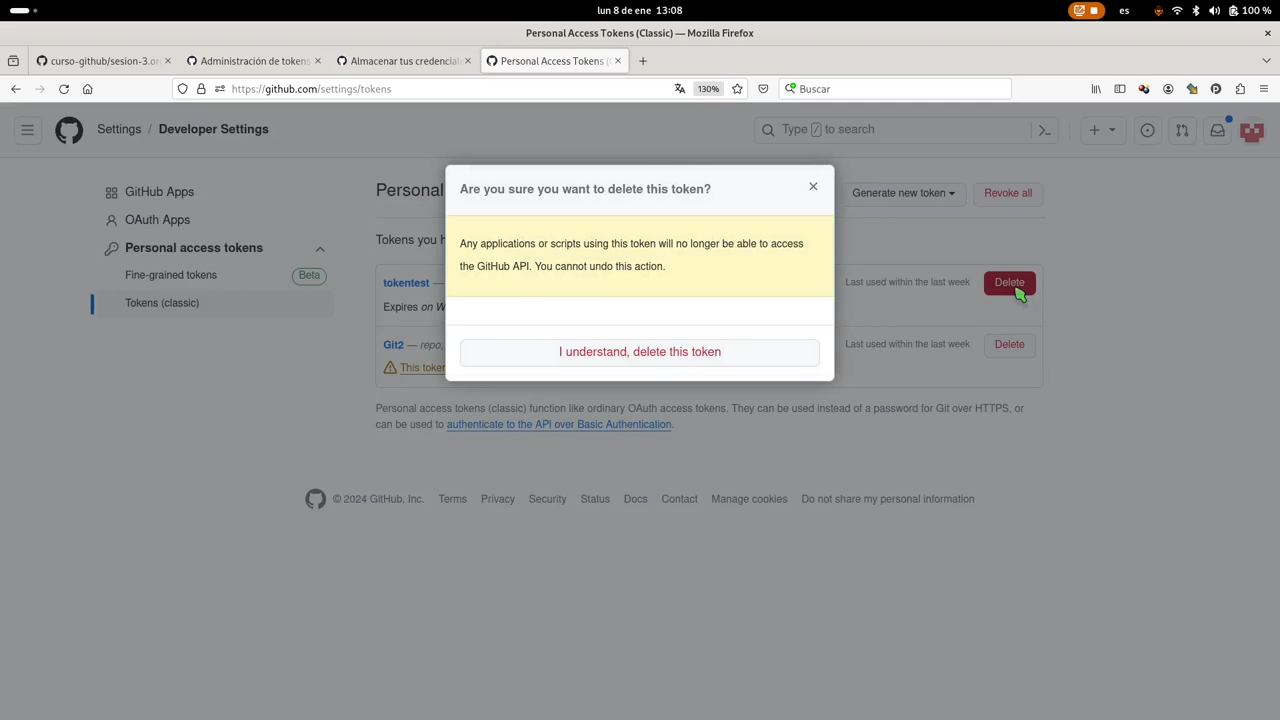 lun 8 de ene 13:08
es
100 %
Personal Access Tokens (Classic) — Mozilla Firefox
curso-github/sesion-3.or
Administración de tokens
Almacenar tus credencial
Personal Access Tokens (
https://github.com/settings/tokens
130%
Buscar
Settings / Developer Settings
Type / to search
GitHub Apps
OAuth Apps
Personal access tokens
Fine-grained tokens
Beta
Tokens (classic)
Personal
Generate new token
Revoke all
Tokens you h
tokentest —
Last used within the last week
Delete
Expires on W
Git2 — repo,
Last used within the last week
Delete
This token
Are you sure you want to delete this token?
Any applications or scripts using this token will no longer be able to access
the GitHub API. You cannot undo this action.
I understand, delete this token
Personal access tokens (classic) function like ordinary OAuth access tokens. They can be used instead of a password for Git over HTTPS, or
can be used to authenticate to the API over Basic Authentication.
© 2024 GitHub, Inc.
Terms
Privacy
Security
Status
Docs
Contact
Manage cookies
Do not share my personal information